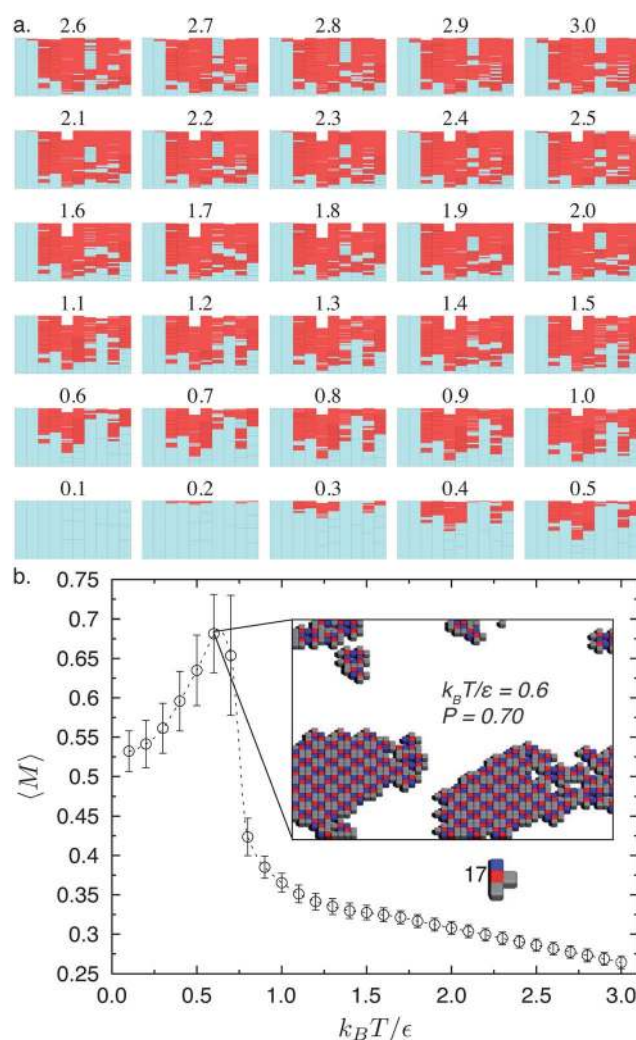 a.
2.6 2.7 2.8 2.9 3.0
2.1 2.2 2.3 2.4 2.5
1.6 1.7 1.8 1.9 2.0
1.1 1.2 1.3 1.4 1.5
0.6 0.7 0.8 0.9 1.0
0.1 0.2 0.3 0.4 0.5
b.
0.75
0.7
0.65
0.6
0.55
0.5
0.45
0.4
0.35
0.3
0.25
⟨M⟩
k_BT/ε = 0.6
P = 0.70
17
0.0 0.5 1.0 1.5 2.0 2.5 3.0
k_BT/ϵ